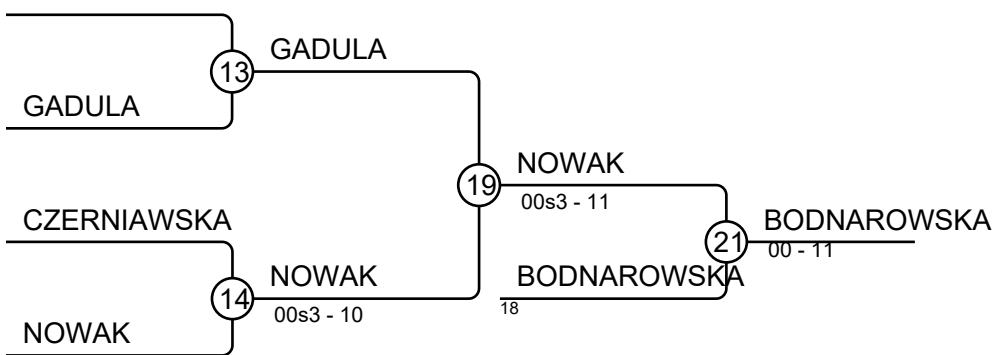 GADULA
13
GADULA
NOWAK
19
00s3 - 11
CZERNIAWSKA
BODNAROWSKA
21
00 - 11
NOWAK
BODNAROWSKA
14
18
00s3 - 10
NOWAK